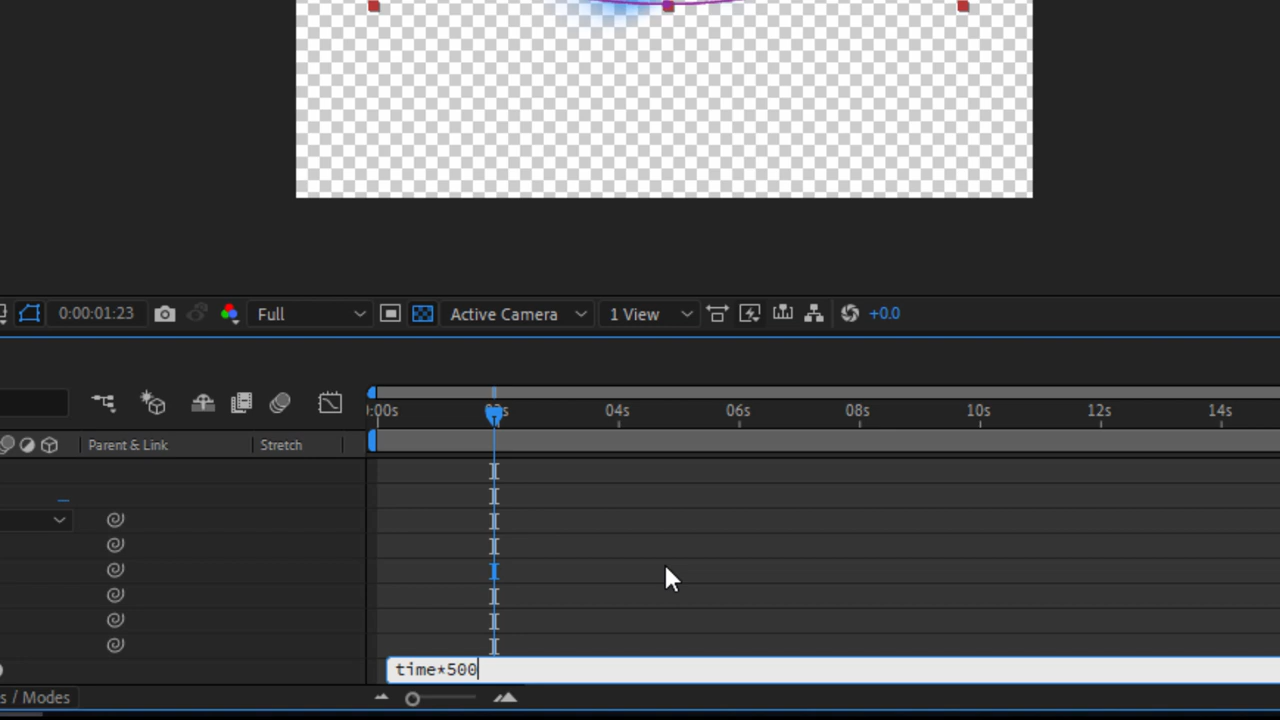 0:00:01:23 Full Active Camera 1 View +0.0
:00s 04s 06s 08s 10s 12s 14s
Parent & Link Stretch
time*500
s / Modes